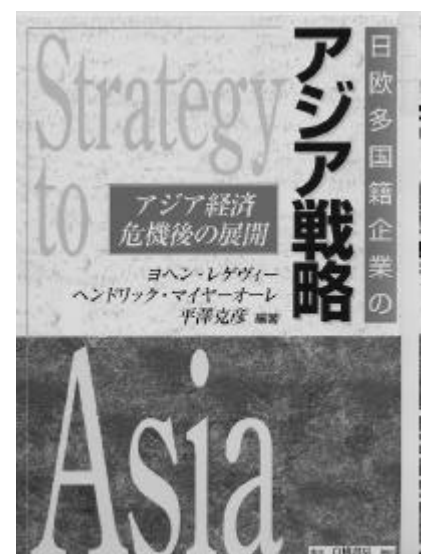 Strategy
to
Asia
日欧多国籍企業の
アジア戦略
アジア経済
危機後の展開
ヨヘン・レゲヴィー
ヘンドリック・マイヤーオーレ
平澤克彦 編著